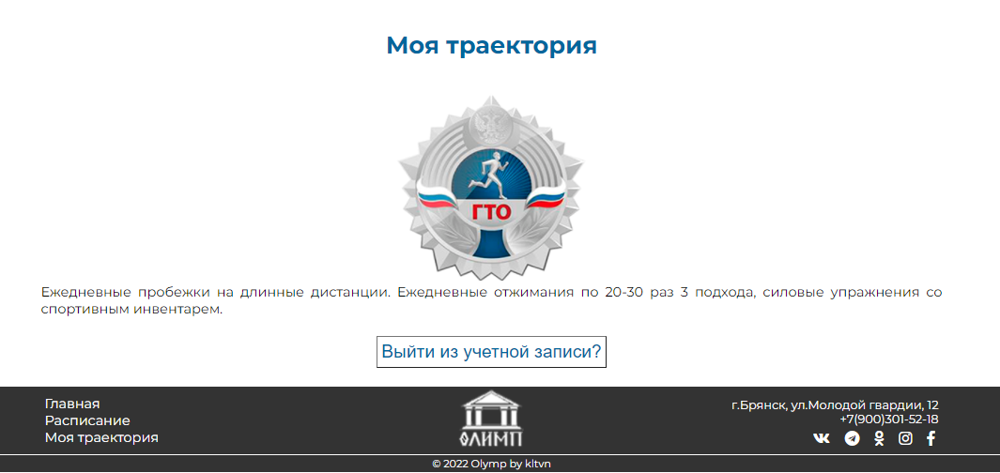 Моя траектория
ГТО
Ежедневные пробежки на длинные дистанции. Ежедневные отжимания по 20-30 раз 3 подхода, силовые упражнения со
спортивным инвентарем.
Выйти из учетной записи?
Главная
Расписание
Моя траектория
ОЛИМП
г.Брянск, ул.Молодой гвардии, 12
+7(900)301-52-18
© 2022 Olymp by kltvn